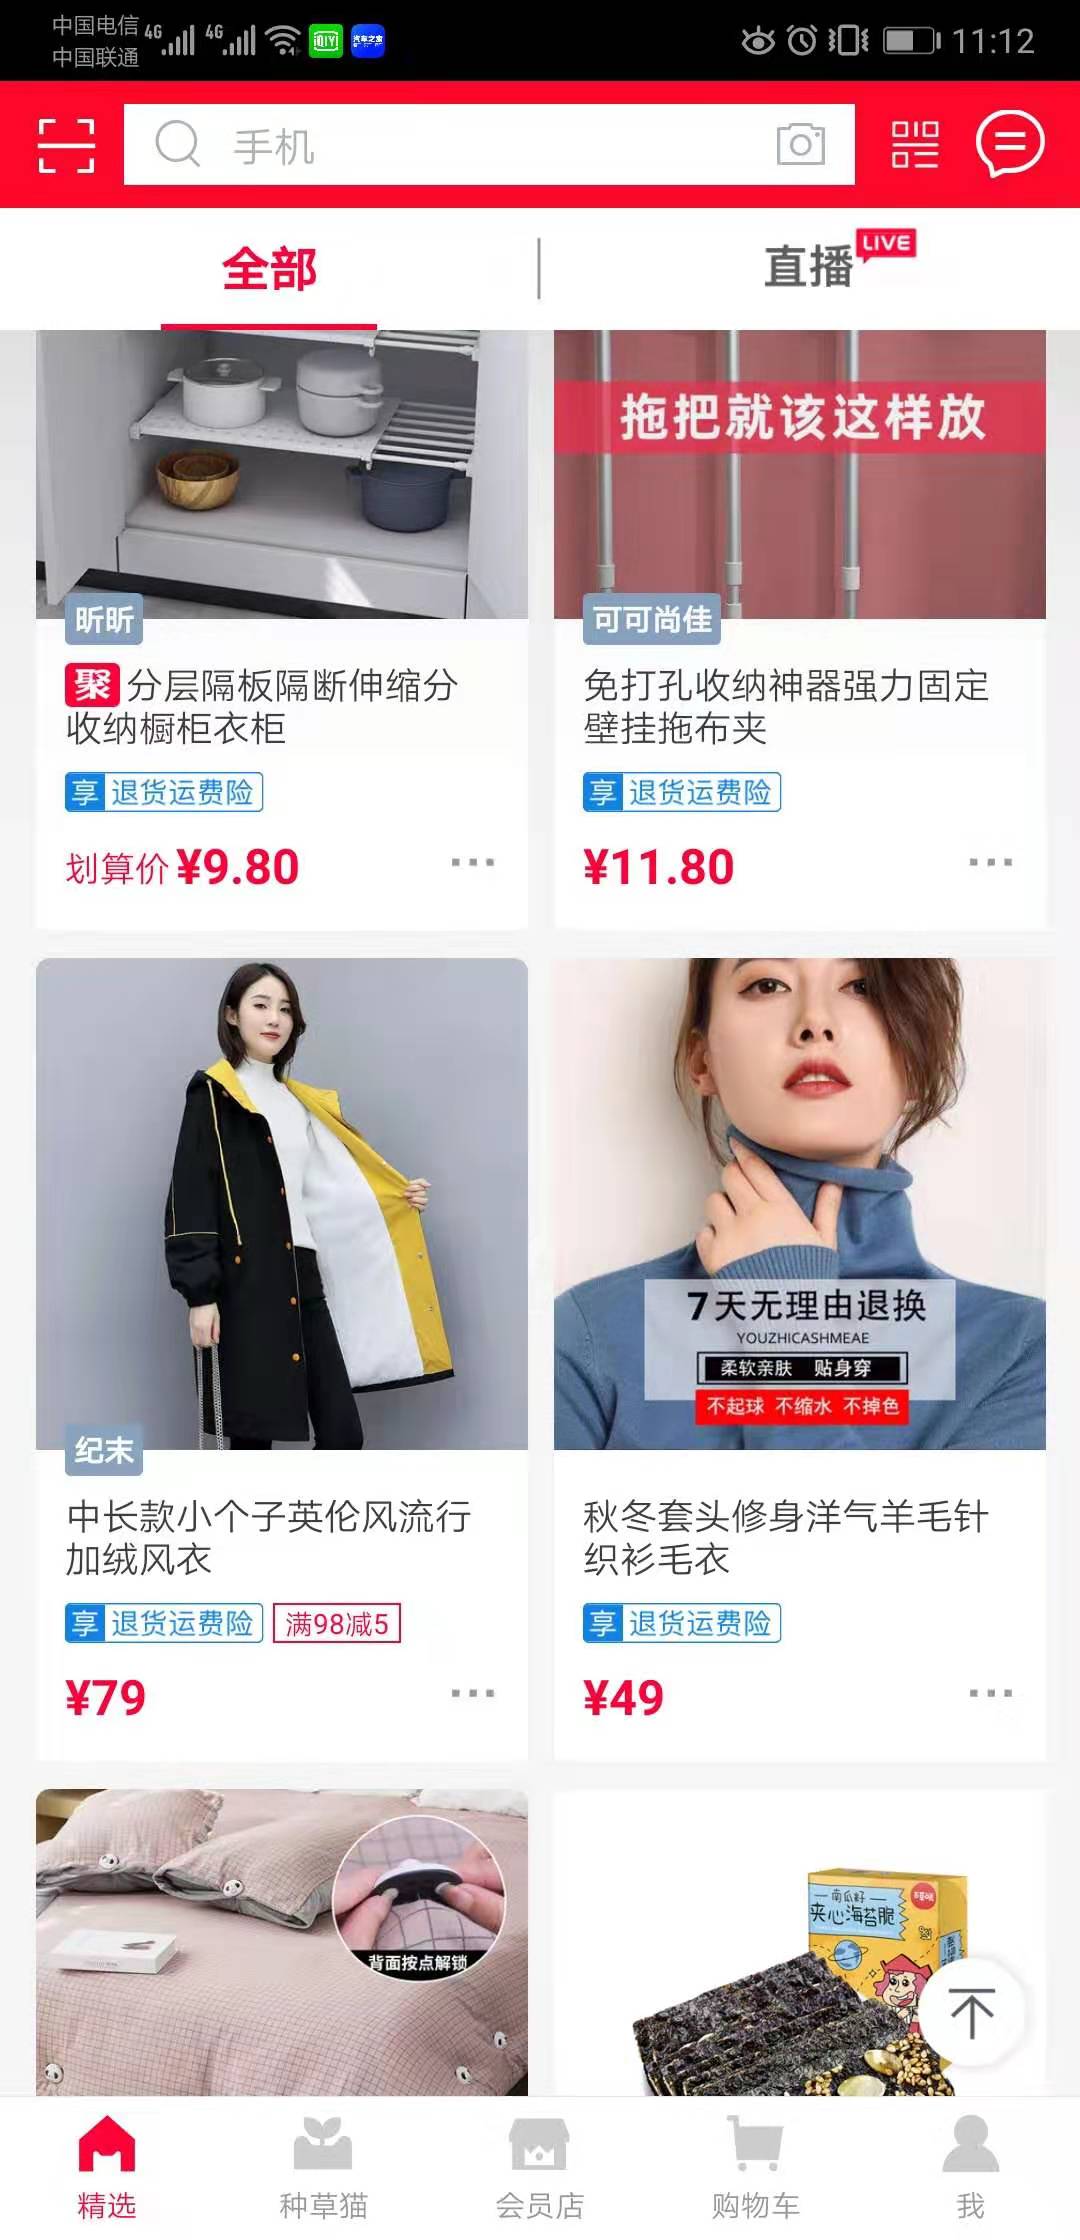 中国电信
中国联通
4G
4G
iQIY
汽车之家
11:12
手机
全部
直播
LIVE
拖把就该这样放
昕昕
可可尚佳
聚 分层隔板隔断伸缩分
收纳橱柜衣柜
免打孔收纳神器强力固定
壁挂拖布夹
享 退货运费险
享 退货运费险
划算价 ¥9.80
¥11.80
7天无理由退换
YOUZHICASHMEAE
柔软亲肤 贴身穿
不起球 不缩水 不掉色
纪末
中长款小个子英伦风流行
加绒风衣
秋冬套头修身洋气羊毛针
织衫毛衣
享 退货运费险 满98减5
享 退货运费险
¥79
¥49
背面按点解锁
南瓜籽
夹心海苔脆
精选
种草猫
会员店
购物车
我